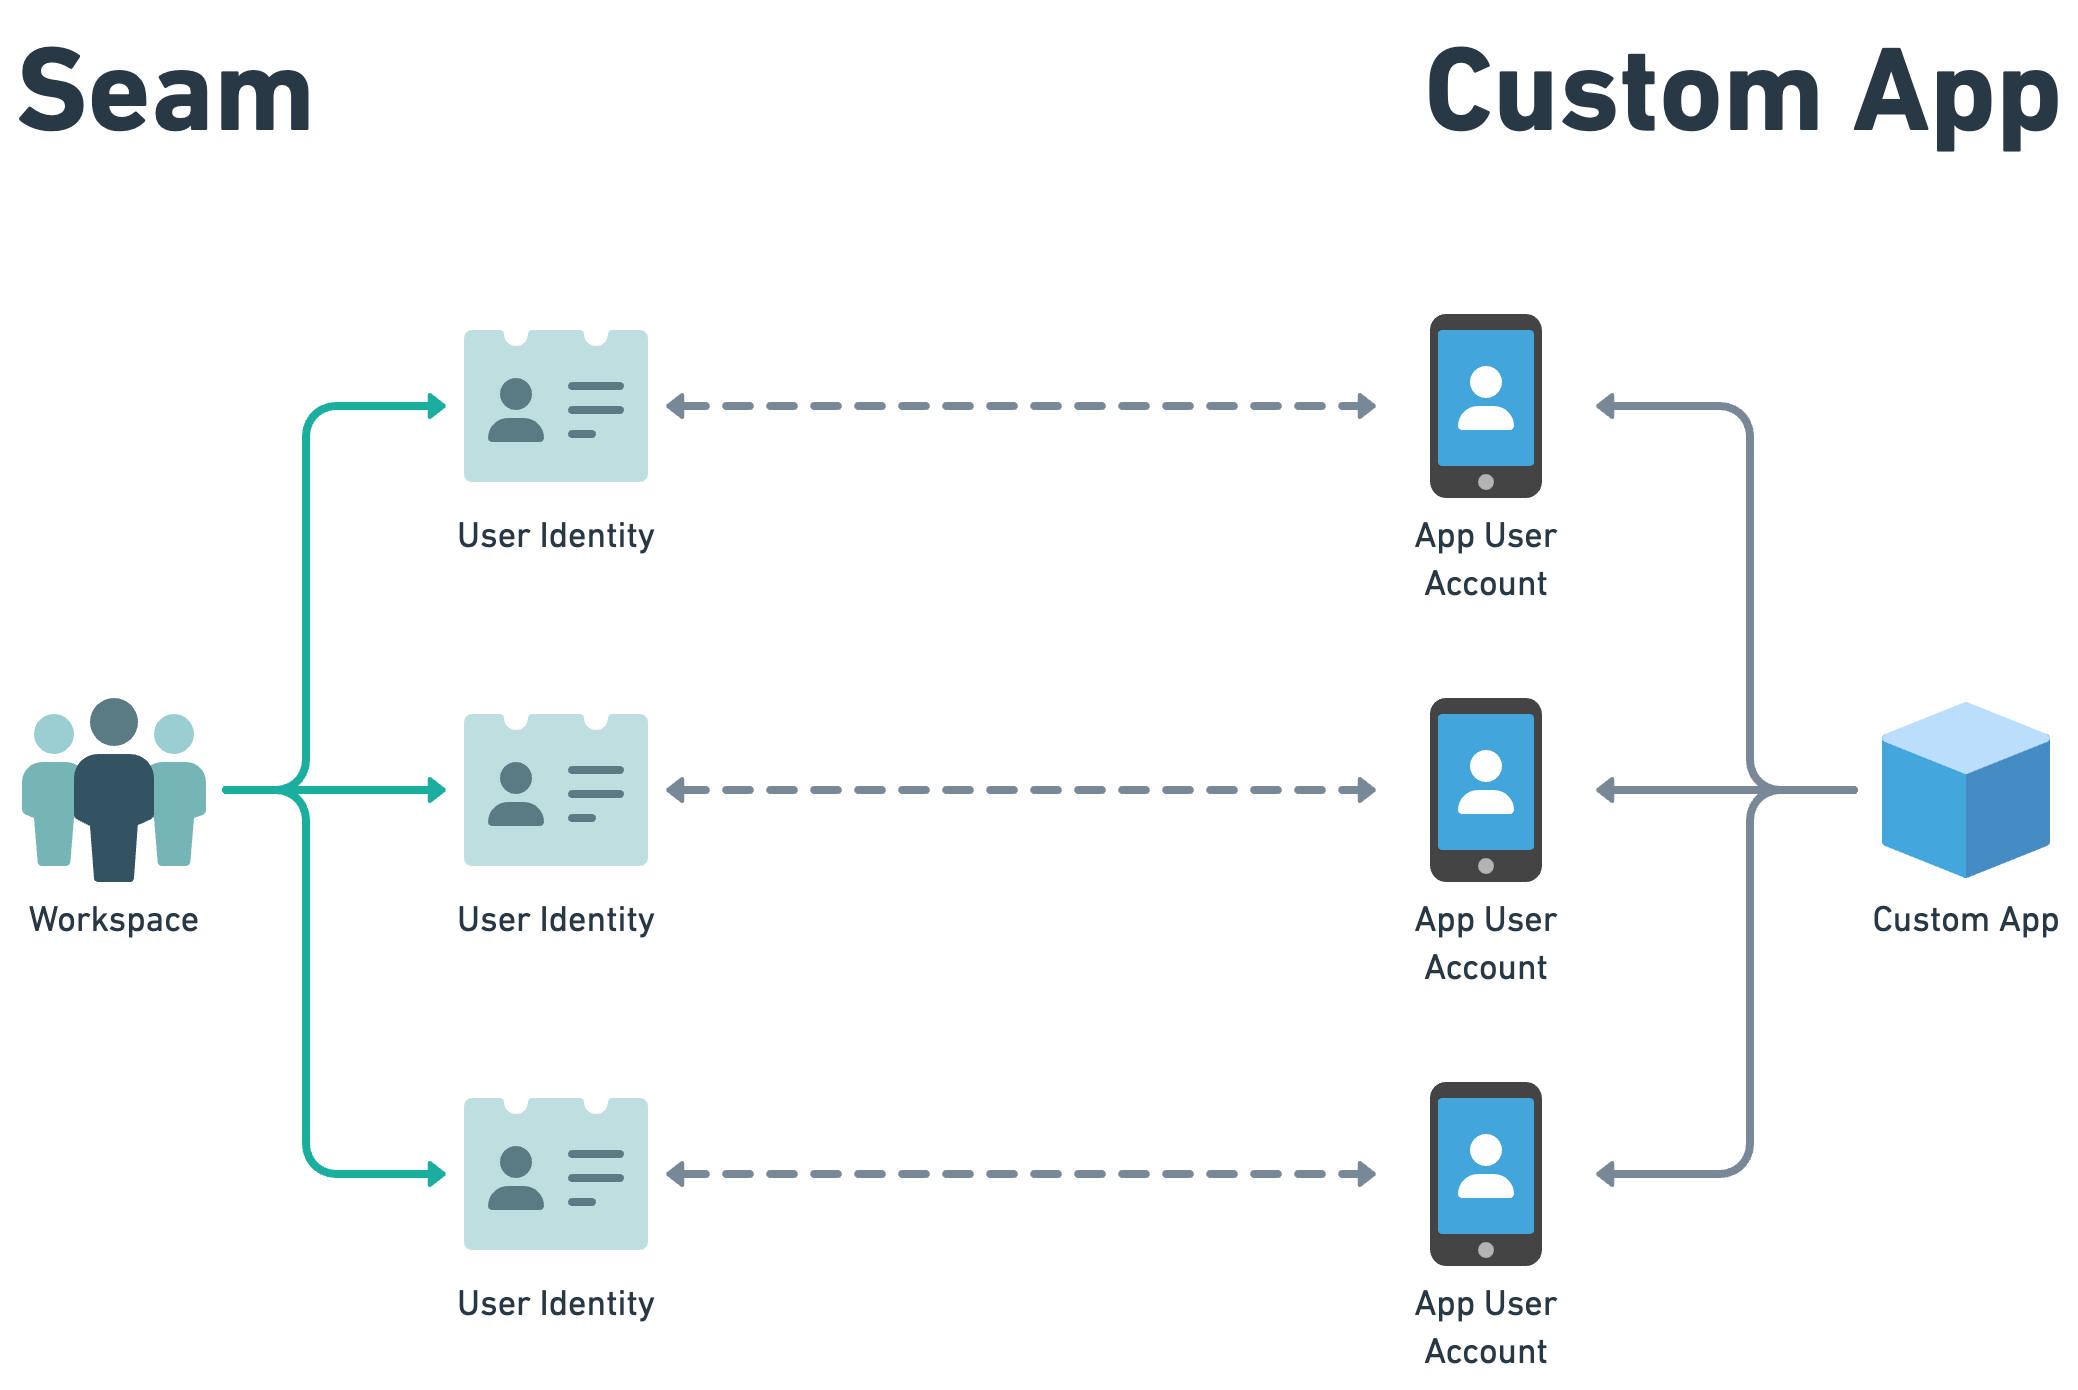 Seam
Custom App
User Identity
App User
Account
Workspace
User Identity
App User
Account
Custom App
User Identity
App User
Account